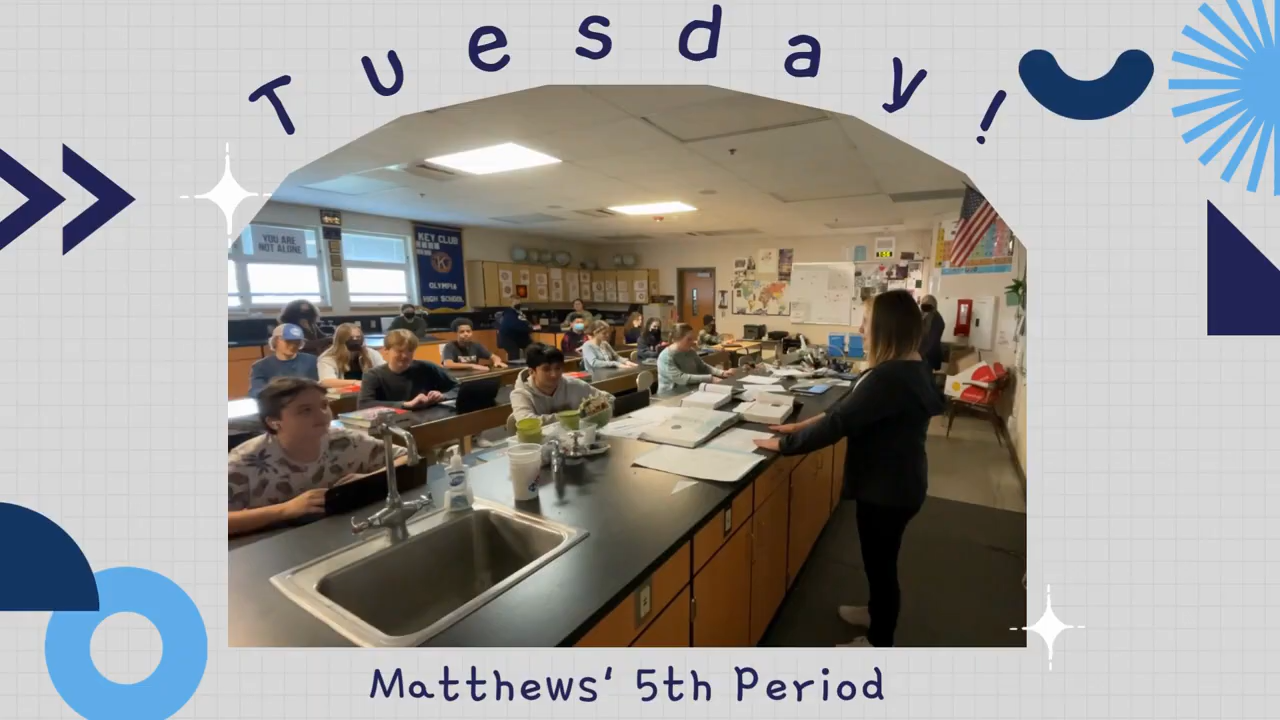 Tuesday!
YOU ARE
NOT ALONE
KEY CLUB
K
OLYMPIA
HIGH SCHOOL
Matthews' 5th Period